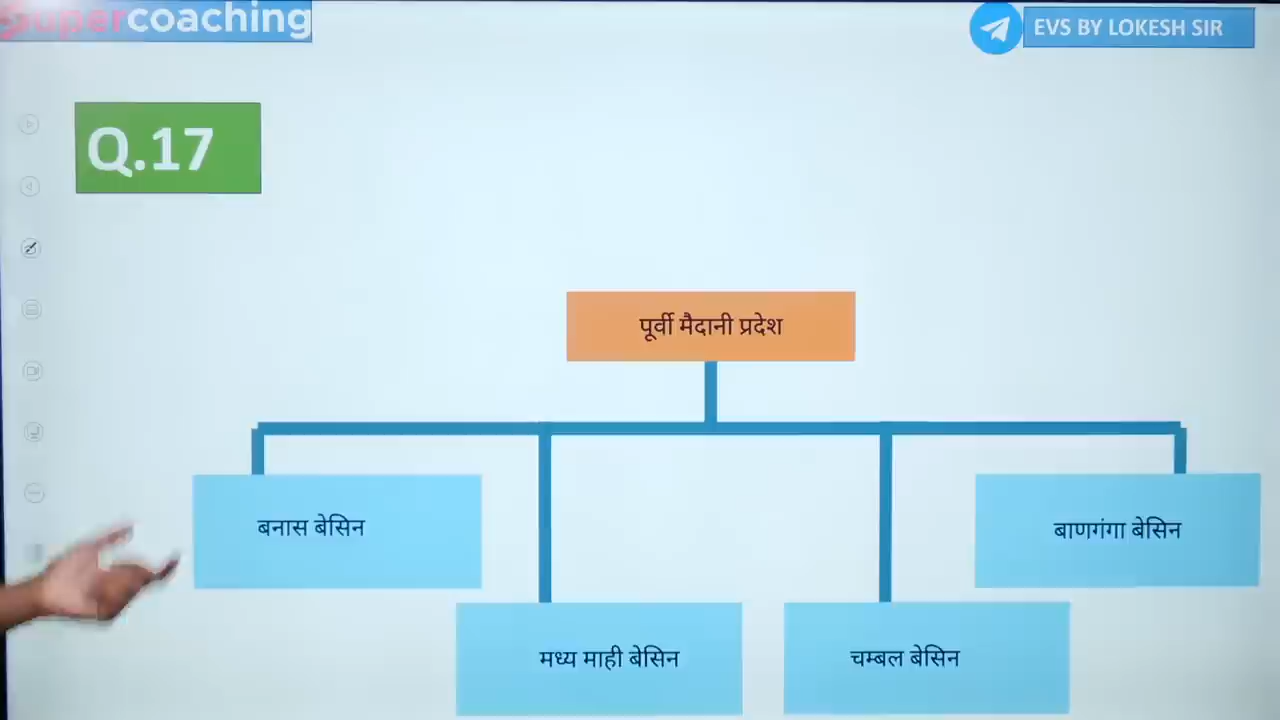 Supercoaching
EVS BY LOKESH SIR
Q.17
पूर्वी मैदानी प्रदेश
बनास बेसिन
बाणगंगा बेसिन
मध्य माही बेसिन
चम्बल बेसिन